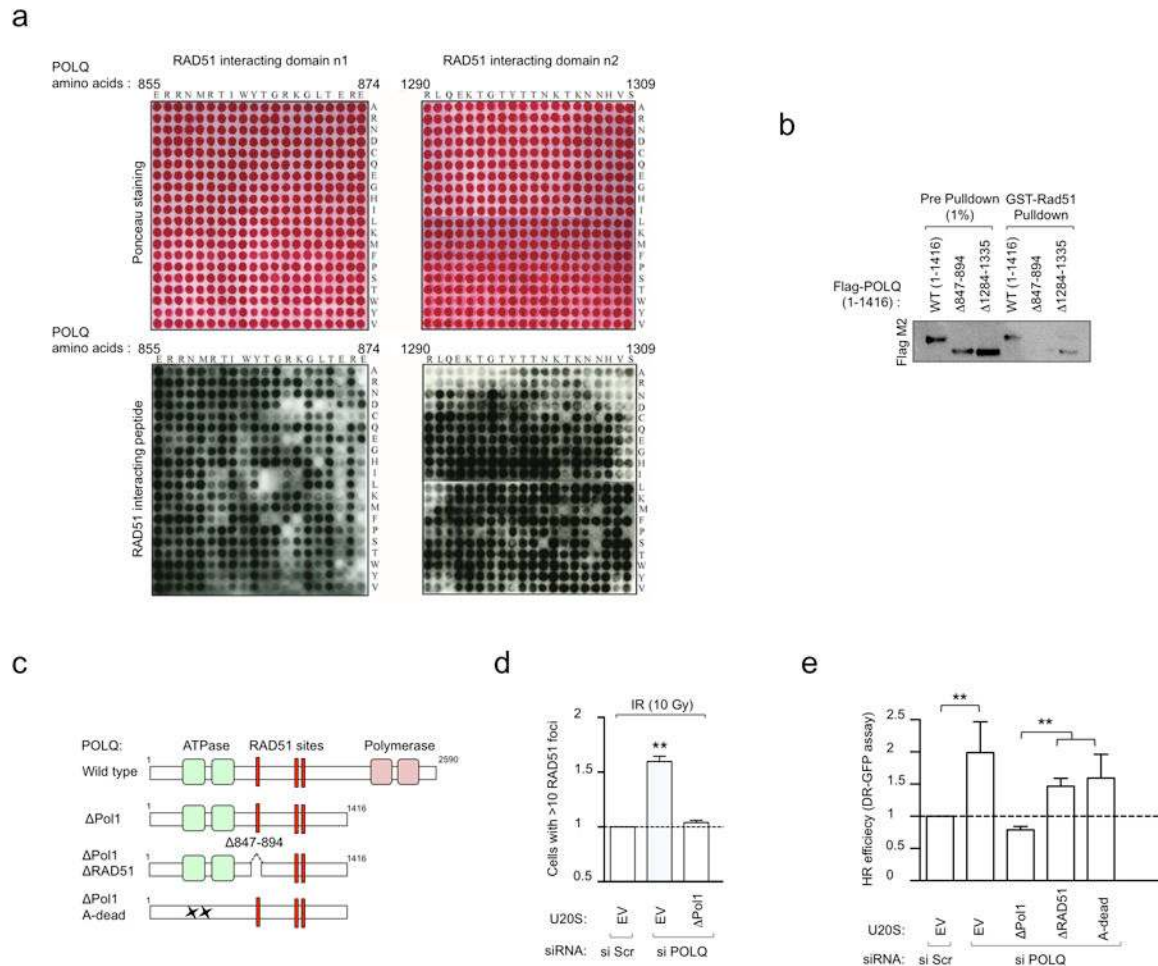 a
RAD51 interacting domain n1
RAD51 interacting domain n2
POLQ
amino acids : 855
874
1290
1309
E R R N M R T I W Y T G R K G L T E R E
R L Q E K T G T Y T T N K T K N N H V S
A
R
N
D
C
Q
E
G
H
I
L
K
M
F
P
S
T
W
Y
V
A
R
N
D
C
Q
E
G
H
I
L
K
M
F
P
S
T
W
Y
V
Ponceau staining
POLQ
amino acids : 855
874
1290
1309
E R R N M R T I W Y T G R K G L T E R E
R L Q E K T G T Y T T N K T K N N H V S
A
R
N
D
C
Q
E
G
H
I
L
K
M
F
P
S
T
W
Y
V
A
R
N
D
C
Q
E
G
H
I
L
K
M
F
P
S
T
W
Y
V
RAD51 interacting peptide
b
Pre Pulldown
(1%)
GST-Rad51
Pulldown
Flag-POLQ
(1-1416) :
WT (1-1416)
Δ847-894
Δ1284-1335
WT (1-1416)
Δ847-894
Δ1284-1335
Flag M2
c
POLQ: ATPase RAD51 sites Polymerase
Wild type
1
2590
ΔPol1
1
1416
Δ847-894
ΔPol1
ΔRAD51
1
1416
ΔPol1
A-dead
1
d
IR (10 Gy)
Cells with >10 RAD51 foci
2
1.5
1
0.5
**
U20S: EV EV ΔPol1
siRNA: si Scr si POLQ
e
HR efficiecy (DR-GFP assay)
2.5
2
1.5
1
0.5
0
**
**
U20S: EV EV ΔPol1 ΔRAD51 A-dead
siRNA: si Scr si POLQ